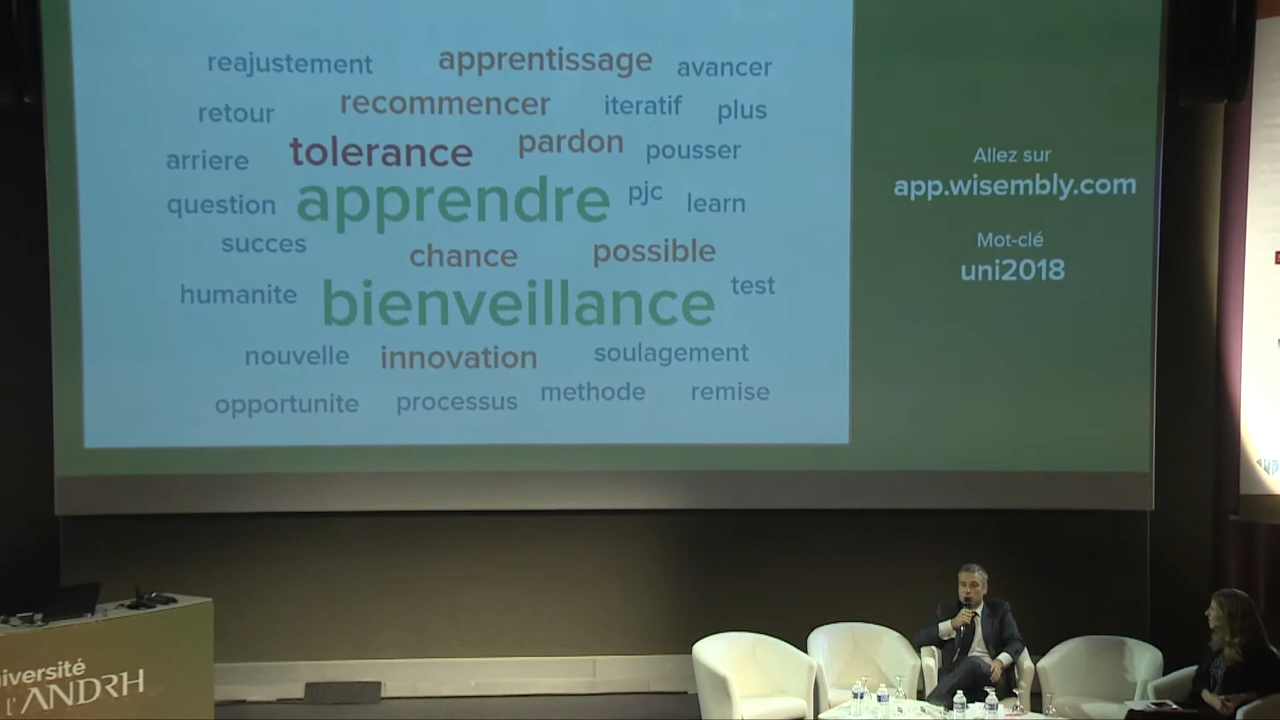 reajustement apprentissage avancer
retour recommencer iteratif plus
arriere tolerance pardon pousser
question apprendre pjc learn
succes chance possible
humanite bienveillance test
nouvelle innovation soulagement
opportunite processus methode remise
Allez sur
app.wisembly.com
Mot-clé
uni2018
iversité
l'ANDRH